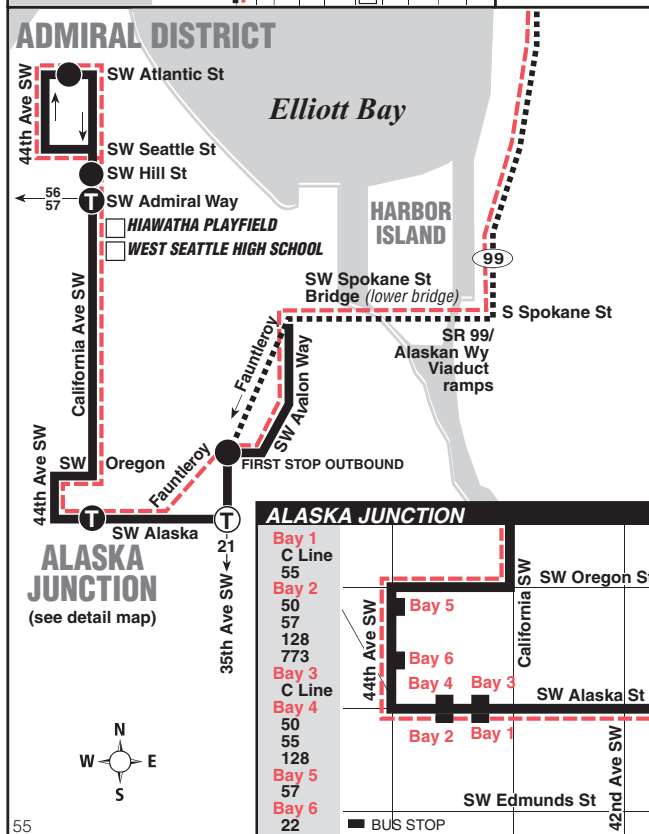 ADMIRAL DISTRICT
SW Atlantic St
44th Ave SW
Elliott Bay
SW Seattle St
SW Hill St
56
57
T
SW Admiral Way
HIAWATHA PLAYFIELD
WEST SEATTLE HIGH SCHOOL
HARBOR
ISLAND
99
SW Spokane St
Bridge (lower bridge)
S Spokane St
SR 99/
Alaskan Wy
Viaduct
ramps
California Ave SW
Fauntleroy
SW Avalon Way
44th Ave SW
SW Oregon
Fauntleroy
FIRST STOP OUTBOUND
T
SW Alaska
T
21
35th Ave SW
ALASKA
JUNCTION
(see detail map)
N
W E
S
55
ALASKA JUNCTION
Bay 1
C Line
55
Bay 2
50
57
128
773
Bay 3
C Line
Bay 4
50
55
128
Bay 5
57
Bay 6
22
44th Ave SW
California SW
SW Oregon St
Bay 5
Bay 6
Bay 4
Bay 3
SW Alaska St
Bay 2
Bay 1
42nd Ave SW
SW Edmunds St
BUS STOP